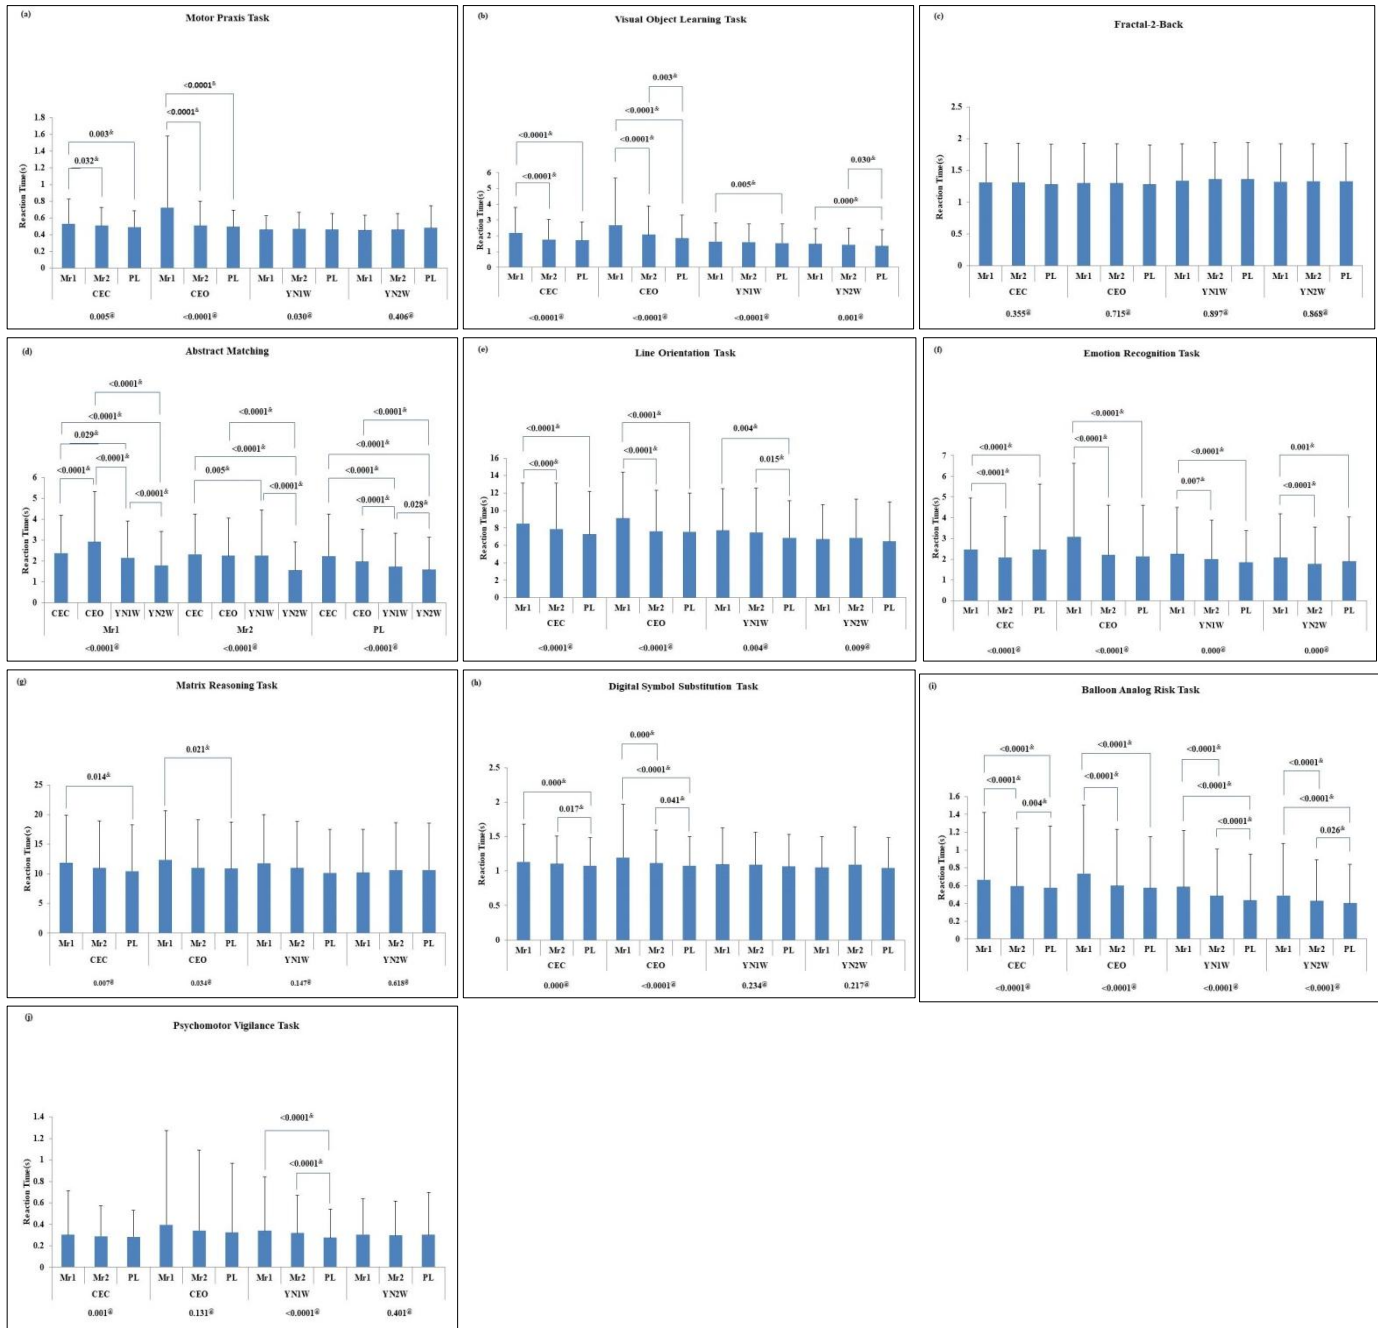 (a)
Motor Praxis Task
<0.0001&
0.003&
<0.0001&
0.032&
Reaction Time(s)
1.8
1.6
1.4
1.2
1
0.8
0.6
0.4
0.2
0
Mr1 Mr2 PL Mr1 Mr2 PL Mr1 Mr2 PL Mr1 Mr2 PL
CEC CEO YN1W YN2W
0.005@ <0.0001@ 0.030@ 0.406@
(b)
Visual Object Learning Task
0.003&
<0.0001&
<0.0001&
<0.0001&
0.030&
<0.0001&
0.005&
0.000&
Reaction Time(s)
6
5
4
3
2
1
0
Mr1 Mr2 PL Mr1 Mr2 PL Mr1 Mr2 PL Mr1 Mr2 PL
CEC CEO YN1W YN2W
<0.0001@ <0.0001@ <0.0001@ 0.001@
(c)
Fractal-2-Back
Reaction Time(s)
2.5
2
1.5
1
0.5
0
Mr1 Mr2 PL Mr1 Mr2 PL Mr1 Mr2 PL Mr1 Mr2 PL
CEC CEO YN1W YN2W
0.355@ 0.715@ 0.897@ 0.868@
(d)
Abstract Matching
<0.0001&
<0.0001&
<0.0001&
<0.0001&
0.029&
<0.0001&
<0.0001&
<0.0001&
<0.0001&
0.005&
<0.0001&
<0.0001&
<0.0001&
<0.0001&
0.028&
Reaction Time(s)
6
5
4
3
2
1
0
CEC CEO YN1W YN2W CEC CEO YN1W YN2W CEC CEO YN1W YN2W
Mr1 Mr2 PL
<0.0001@ <0.0001@ <0.0001@
(e)
Line Orientation Task
<0.0001&
<0.0001&
0.004&
<0.000&
<0.0001&
0.015&
Reaction Time(s)
16
14
12
10
8
6
4
2
0
Mr1 Mr2 PL Mr1 Mr2 PL Mr1 Mr2 PL Mr1 Mr2 PL
CEC CEO YN1W YN2W
<0.0001@ <0.0001@ 0.004@ 0.009@
(f)
Emotion Recognition Task
<0.0001&
<0.0001&
<0.0001&
<0.0001&
0.001&
<0.0001&
0.007&
<0.0001&
Reaction Time(s)
7
6
5
4
3
2
1
0
Mr1 Mr2 PL Mr1 Mr2 PL Mr1 Mr2 PL Mr1 Mr2 PL
CEC CEO YN1W YN2W
<0.0001@ <0.0001@ 0.000@ 0.000@
(g)
Matrix Reasoning Task
0.021&
0.014&
Reaction Time(s)
25
20
15
10
5
0
Mr1 Mr2 PL Mr1 Mr2 PL Mr1 Mr2 PL Mr1 Mr2 PL
CEC CEO YN1W YN2W
0.007@ 0.034@ 0.147@ 0.618@
(h)
Digital Symbol Substitution Task
0.000&
0.000&
<0.0001&
0.017&
0.041&
Reaction Time(s)
2.5
2
1.5
1
0.5
0
Mr1 Mr2 PL Mr1 Mr2 PL Mr1 Mr2 PL Mr1 Mr2 PL
CEC CEO YN1W YN2W
0.000@ <0.0001@ 0.234@ 0.217@
(i)
Balloon Analog Risk Task
<0.0001&
<0.0001&
<0.0001&
<0.0001&
<0.0001&
<0.0001&
<0.0001&
<0.0001&
0.004&
<0.0001&
0.026&
Reaction Time(s)
1.6
1.4
1.2
1
0.8
0.6
0.4
0.2
0
Mr1 Mr2 PL Mr1 Mr2 PL Mr1 Mr2 PL Mr1 Mr2 PL
CEC CEO YN1W YN2W
<0.0001@ <0.0001@ <0.0001@ <0.0001@
(j)
Psychomotor Vigilance Task
<0.0001&
<0.0001&
Reaction Time(s)
1.4
1.2
1
0.8
0.6
0.4
0.2
0
Mr1 Mr2 PL Mr1 Mr2 PL Mr1 Mr2 PL Mr1 Mr2 PL
CEC CEO YN1W YN2W
0.001@ 0.131@ <0.0001@ 0.401@